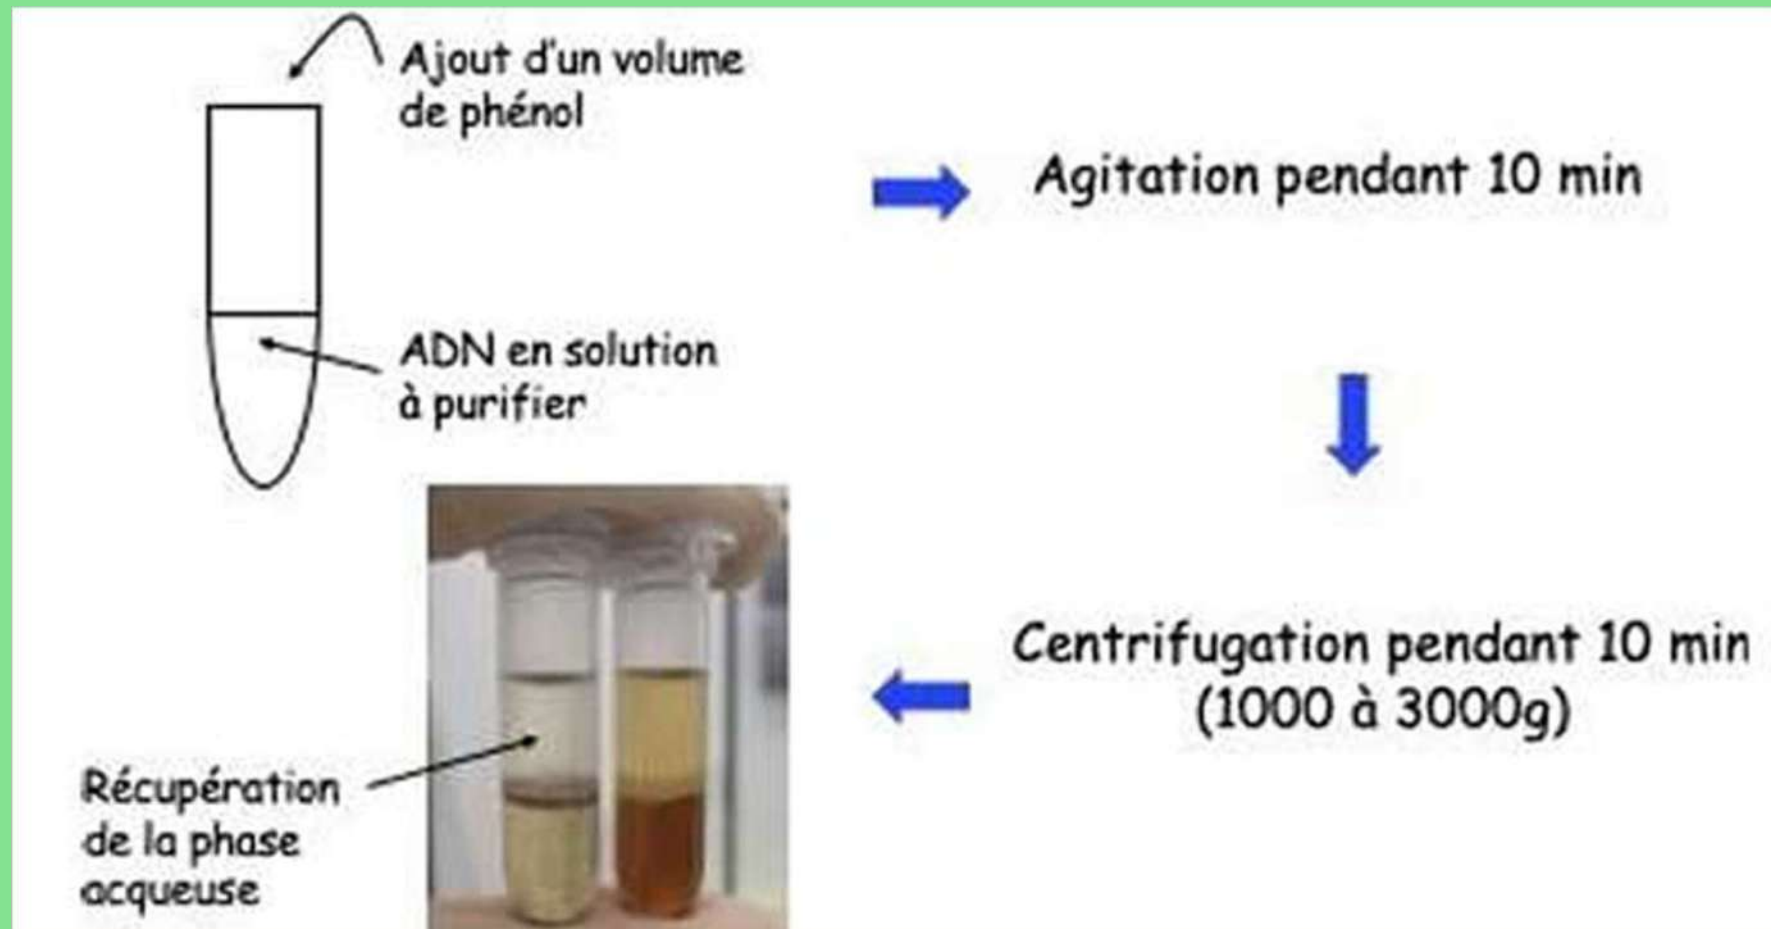 Ajout d'un volume
de phénol
Agitation pendant 10 min
ADN en solution
à purifier
Centrifugation pendant 10 min
(1000 à 3000g)
Récupération
de la phase
acqueuse